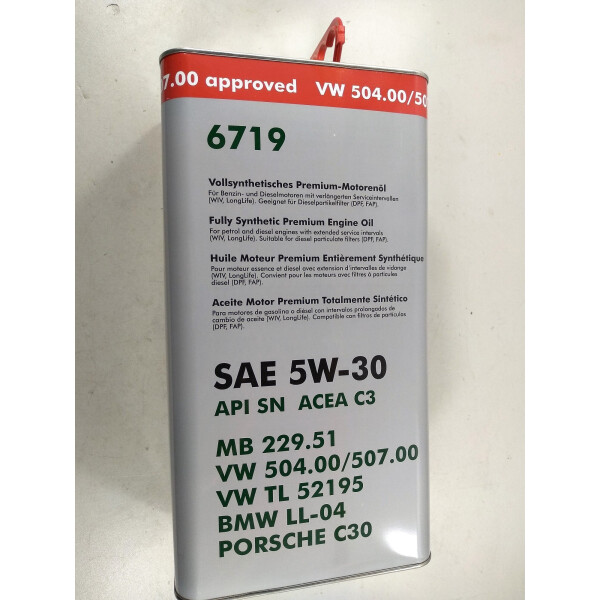 7.00 approved VW 504.00/50
6719
Vollsynthetisches Premium-Motorenöl
Für Benzin- und Dieselmotoren mit verlängerten Serviceintervallen
(WIV, LongLife). Geeignet für Dieselpartikelfilter (DPF, FAP).
Fully Synthetic Premium Engine Oil
For petrol and diesel engines with extended service intervals
(WIV, LongLife). Suitable for diesel particulate filters (DPF, FAP).
Huile Moteur Premium Entièrement Synthétique
Pour moteur essence et diesel avec extension d'intervalles de vidange
(WIV, LongLife). Convient pour les moteurs avec filtres à particules
diesel (DPF, FAP).
Aceite Motor Premium Totalmente Sintético
Para motores de gasolina o diésel con intervalos prolongados de
cambio de aceite (WIV, LongLife). Compatible con filtros de partículas
(DPF, FAP).
SAE 5W-30
API SN ACEA C3
MB 229.51
VW 504.00/507.00
VW TL 52195
BMW LL-04
PORSCHE C30